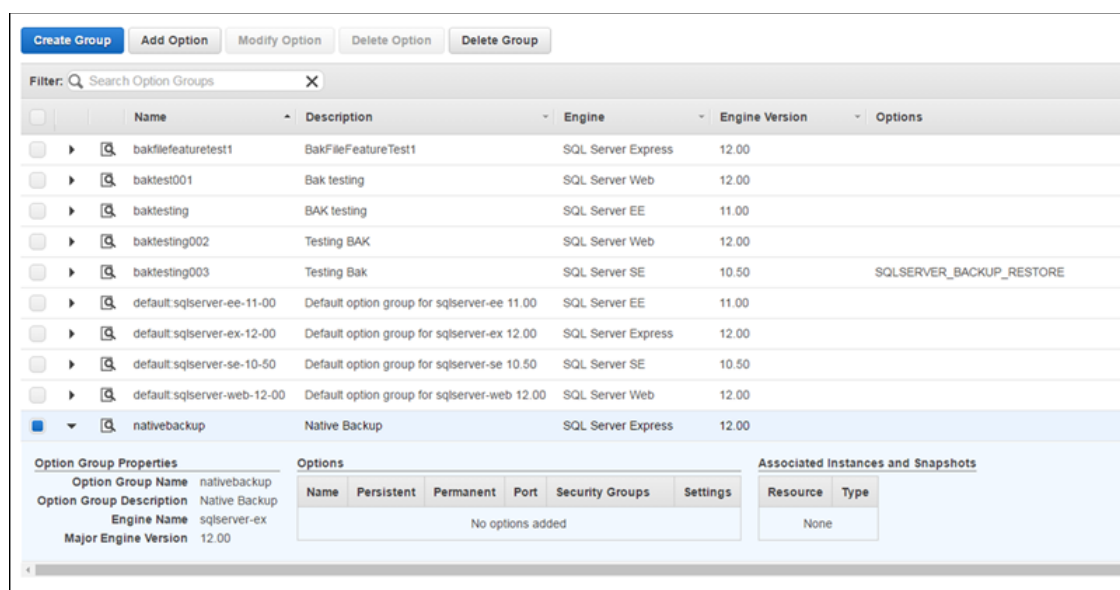 Create Group Add Option Modify Option Delete Option Delete Group
Filter: Search Option Groups
Name Description Engine Engine Version Options
bakfilefeaturetest1 BakFileFeatureTest1 SQL Server Express 12.00
baktest001 Bak testing SQL Server Web 12.00
baktesting BAK testing SQL Server EE 11.00
baktesting002 Testing BAK SQL Server Web 12.00
baktesting003 Testing Bak SQL Server SE 10.50 SQLSERVER_BACKUP_RESTORE
default:sqlserver-ee-11-00 Default option group for sqlserver-ee 11.00 SQL Server EE 11.00
default:sqlserver-ex-12-00 Default option group for sqlserver-ex 12.00 SQL Server Express 12.00
default:sqlserver-se-10-50 Default option group for sqlserver-se 10.50 SQL Server SE 10.50
default:sqlserver-web-12-00 Default option group for sqlserver-web 12.00 SQL Server Web 12.00
nativebackup Native Backup SQL Server Express 12.00
Option Group Properties
Option Group Name nativebackup
Option Group Description Native Backup
Engine Name sqlserver-ex
Major Engine Version 12.00
Options
Name Persistent Permanent Port Security Groups Settings
No options added
Associated Instances and Snapshots
Resource Type
None